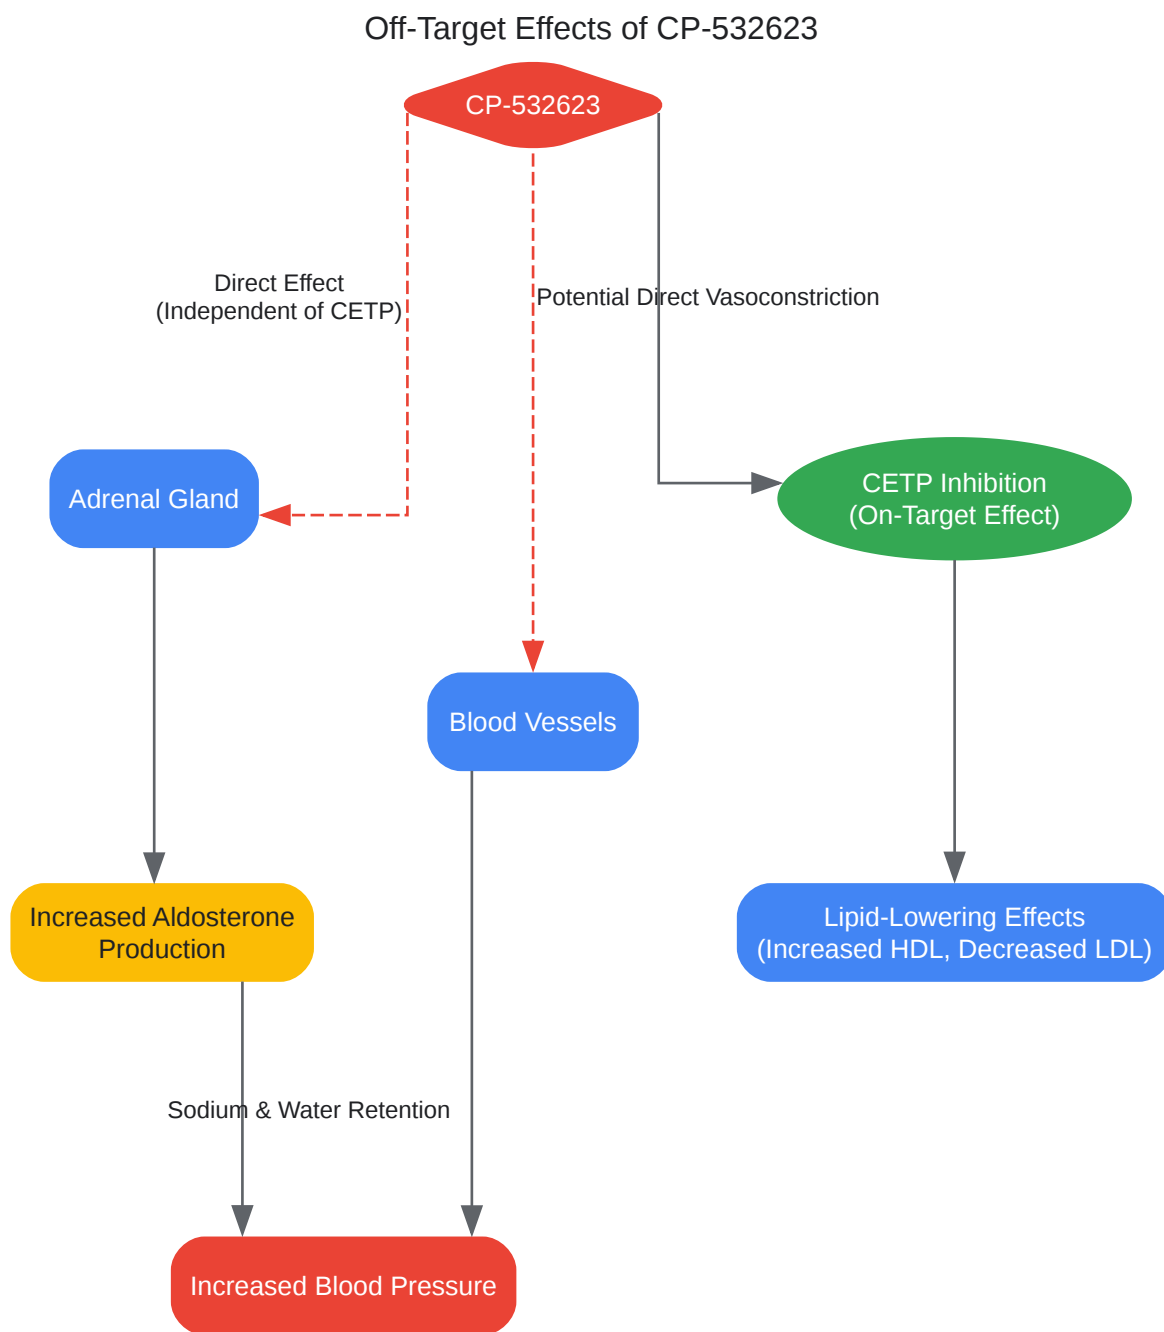 Off-Target Effects of CP-532623
CP-532623
Direct Effect
(Independent of CETP)
Potential Direct Vasoconstriction
Adrenal Gland
CETP Inhibition
(On-Target Effect)
Blood Vessels
Increased Aldosterone
Production
Lipid-Lowering Effects
(Increased HDL, Decreased LDL)
Sodium & Water Retention
Increased Blood Pressure